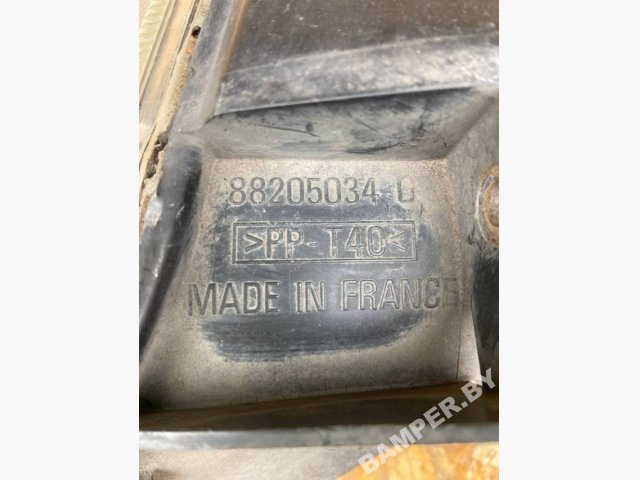 88205034 L
>PP-T40<
MADE IN FRANCE
BAMPER.BY